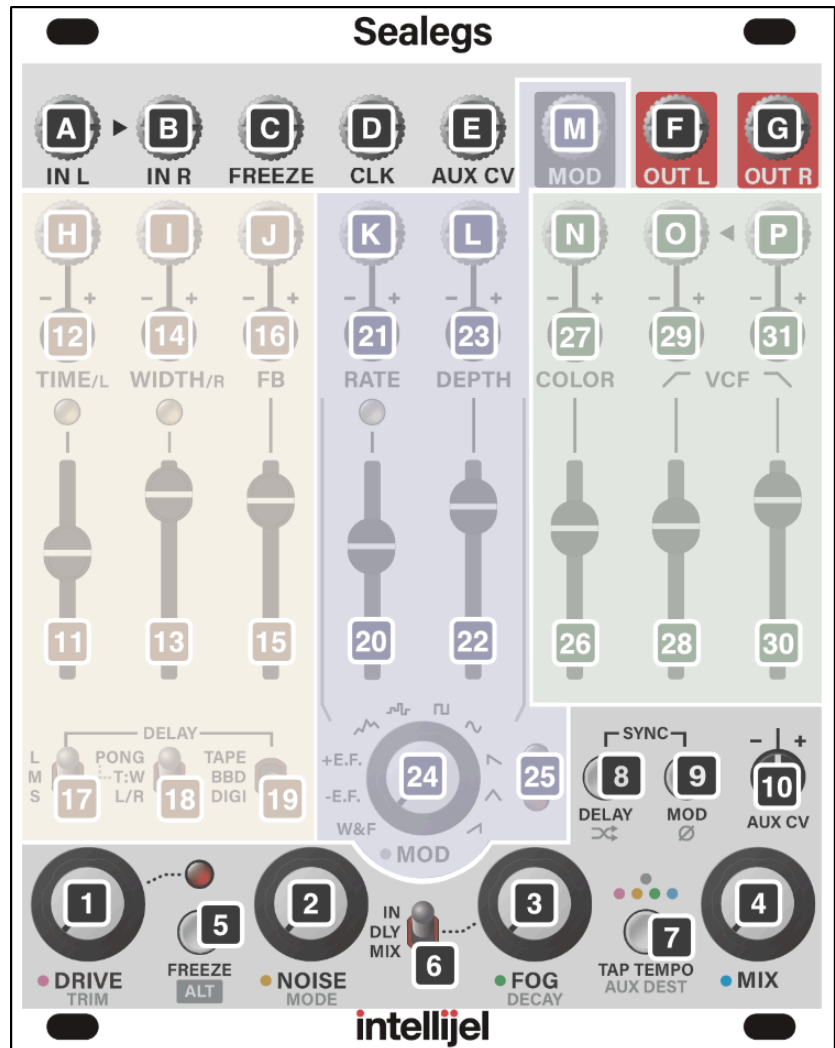 Sealegs
A B C D E M F G
IN L IN R FREEZE CLK AUX CV MOD OUT L OUT R
H I J K L N O P
- + - + - + - + - + - + - + - +
12 14 16 21 23 27 29 31
TIME/L WIDTH/R FB RATE DEPTH COLOR VCF
11 13 15 20 22 26 28 30
DELAY
L
M
S
17
PONG
T:W
L/R
18
TAPE
BBD
DIGI
19
+E.F.
-E.F.
W&F
24
MOD
25
SYNC
8 9
DELAY MOD
Ø
- +
10
AUX CV
1
DRIVE
TRIM
5
FREEZE
ALT
2
NOISE
MODE
IN
DLY
MIX
6
3
FOG
DECAY
7
TAP TEMPO
AUX DEST
4
MIX
intellijel